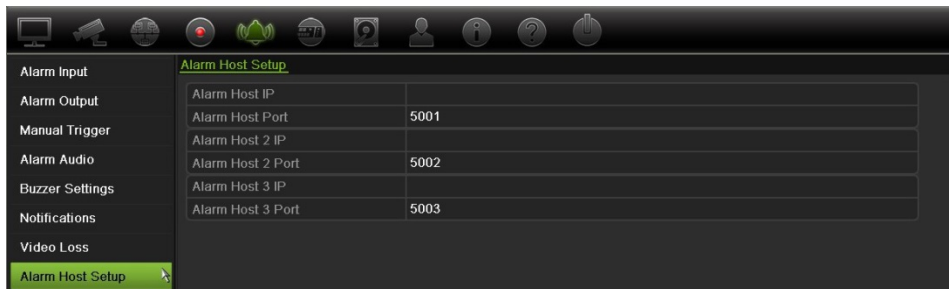 Alarm Input
Alarm Output
Manual Trigger
Alarm Audio
Buzzer Settings
Notifications
Video Loss
Alarm Host Setup
Alarm Host Setup
Alarm Host IP
Alarm Host Port 5001
Alarm Host 2 IP
Alarm Host 2 Port 5002
Alarm Host 3 IP
Alarm Host 3 Port 5003